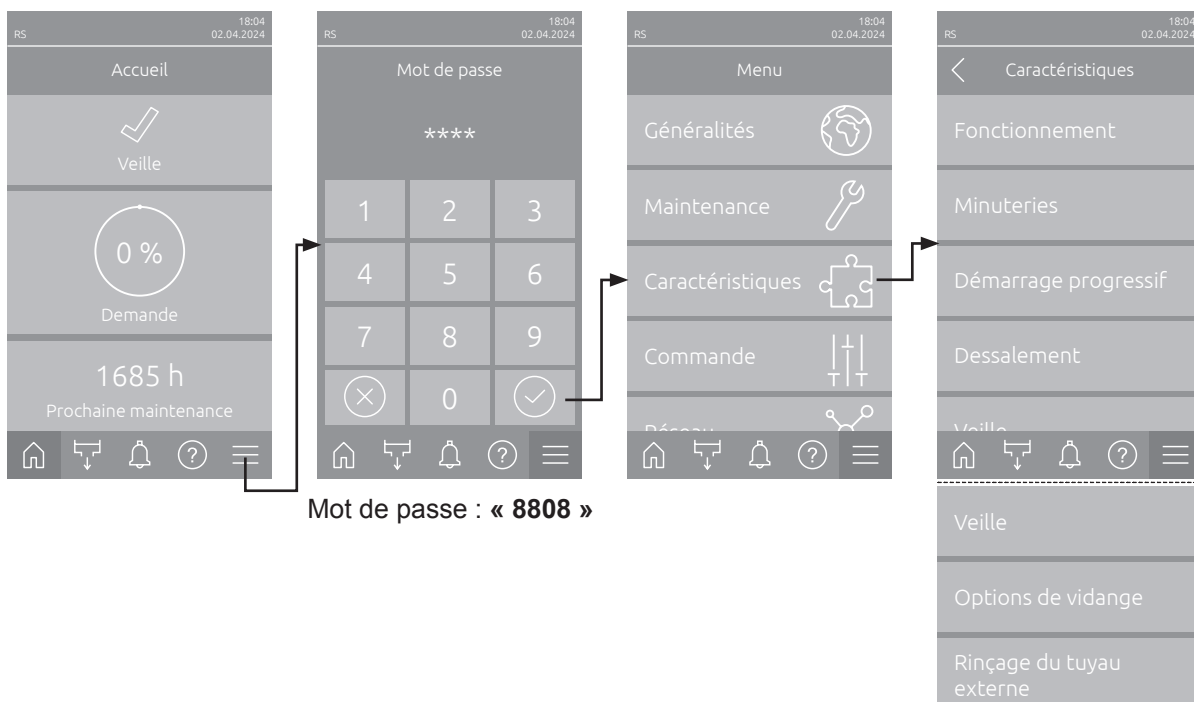 18:04
RS 02.04.2024
Accueil
Veille
0 %
Demande
1685 h
Prochaine maintenance
18:04
RS 02.04.2024
Mot de passe
****
1 2 3
4 5 6
7 8 9
0
Mot de passe : « 8808 »
18:04
RS 02.04.2024
Menu
Généralités
Maintenance
Caractéristiques
Commande
Réseau
18:04
RS 02.04.2024
Caractéristiques
Fonctionnement
Minuteries
Démarrage progressif
Dessalement
Veille
Veille
Options de vidange
Rinçage du tuyau
externe